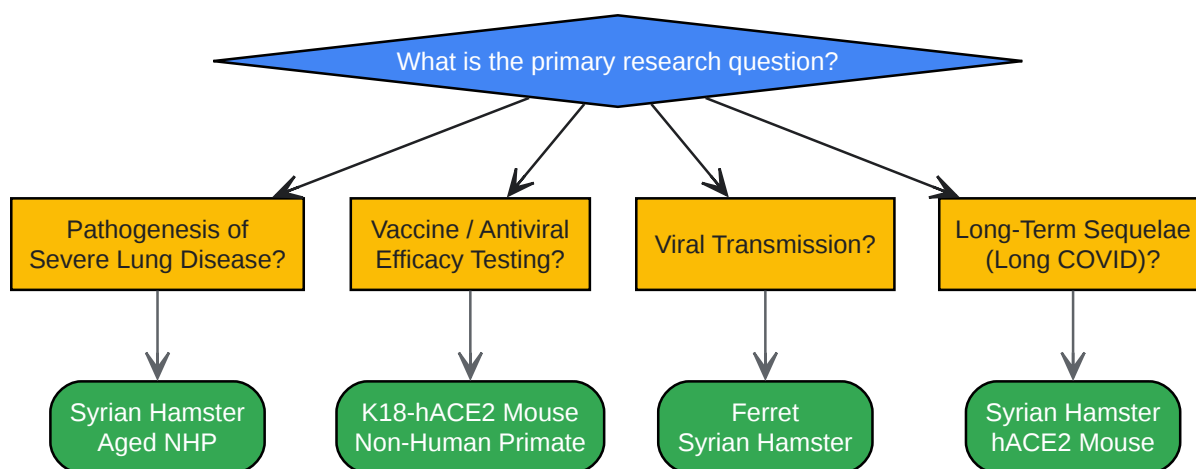 What is the primary research question?
Pathogenesis of
Severe Lung Disease?
Vaccine / Antiviral
Efficacy Testing?
Viral Transmission?
Long-Term Sequelae
(Long COVID)?
Syrian Hamster
Aged NHP
K18-hACE2 Mouse
Non-Human Primate
Ferret
Syrian Hamster
Syrian Hamster
hACE2 Mouse